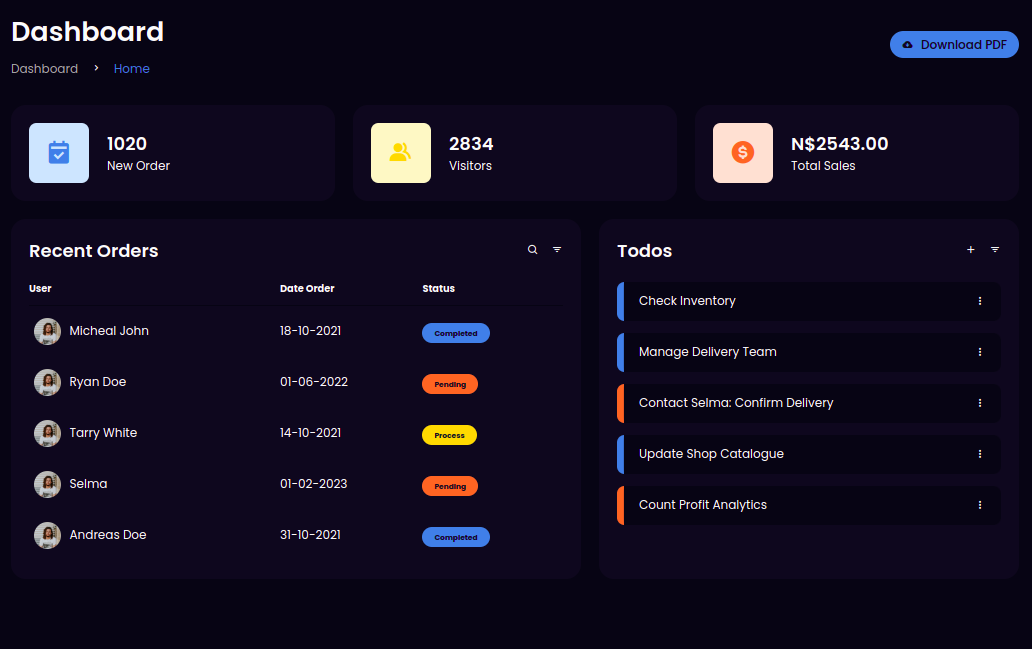 Dashboard
Download PDF
Dashboard > Home
1020
New Order
2834
Visitors
N$2543.00
Total Sales
Recent Orders
User Date Order Status
Micheal John 18-10-2021 Completed
Ryan Doe 01-06-2022 Pending
Tarry White 14-10-2021 Process
Selma 01-02-2023 Pending
Andreas Doe 31-10-2021 Completed
Todos
Check Inventory
Manage Delivery Team
Contact Selma: Confirm Delivery
Update Shop Catalogue
Count Profit Analytics